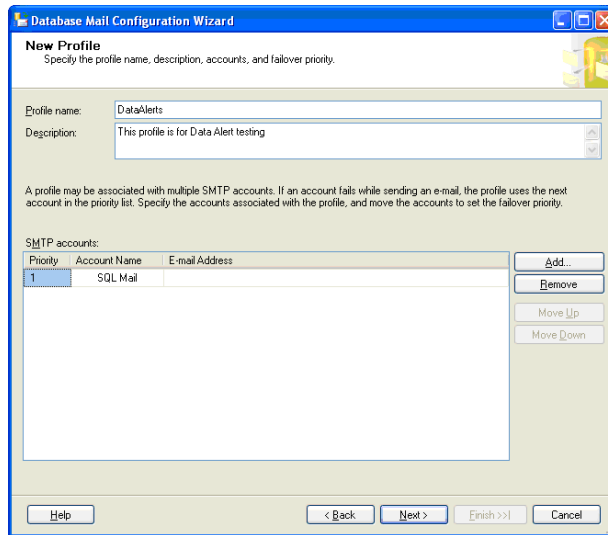 Database Mail Configuration Wizard
New Profile
Specify the profile name, description, accounts, and failover priority.
Profile name:
DataAlerts
Description:
This profile is for Data Alert testing
A profile may be associated with multiple SMTP accounts. If an account fails while sending an e-mail, the profile uses the next
account in the priority list. Specify the accounts associated with the profile, and move the accounts to set the failover priority.
SMTP accounts:
Priority Account Name E-mail Address
1 SQL Mail
Add...
Remove
Move Up
Move Down
Help < Back Next > Finish >>| Cancel